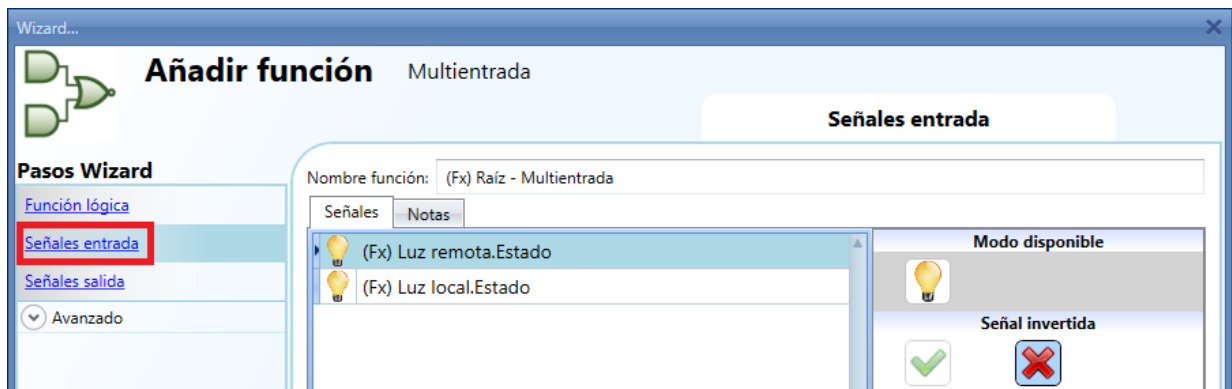 Wizard...
Añadir función Multientrada
Señales entrada
Pasos Wizard
Función lógica
Señales entrada
Señales salida
Avanzado
Nombre función: (Fx) Raíz - Multientrada
Señales Notas
(Fx) Luz remota.Estado
(Fx) Luz local.Estado
Modo disponible
Señal invertida